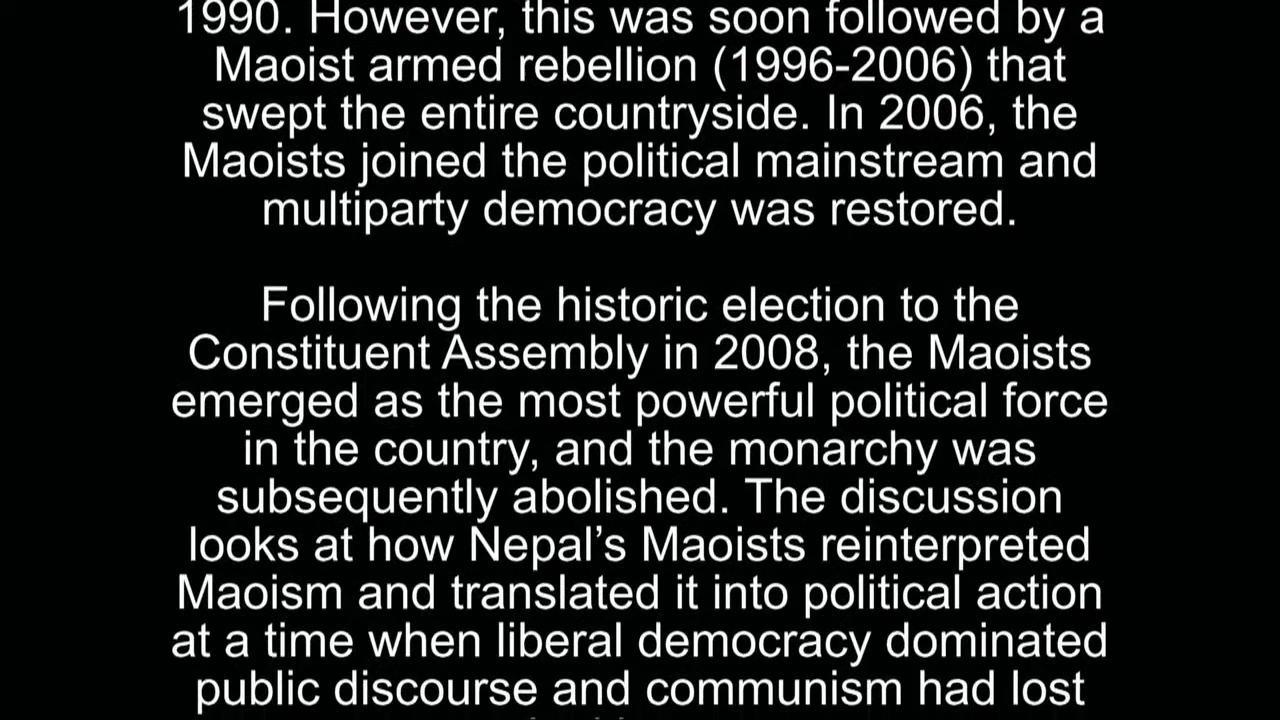 1990. However, this was soon followed by a
Maoist armed rebellion (1996-2006) that
swept the entire countryside. In 2006, the
Maoists joined the political mainstream and
multiparty democracy was restored.
Following the historic election to the
Constituent Assembly in 2008, the Maoists
emerged as the most powerful political force
in the country, and the monarchy was
subsequently abolished. The discussion
looks at how Nepal’s Maoists reinterpreted
Maoism and translated it into political action
at a time when liberal democracy dominated
public discourse and communism had lost